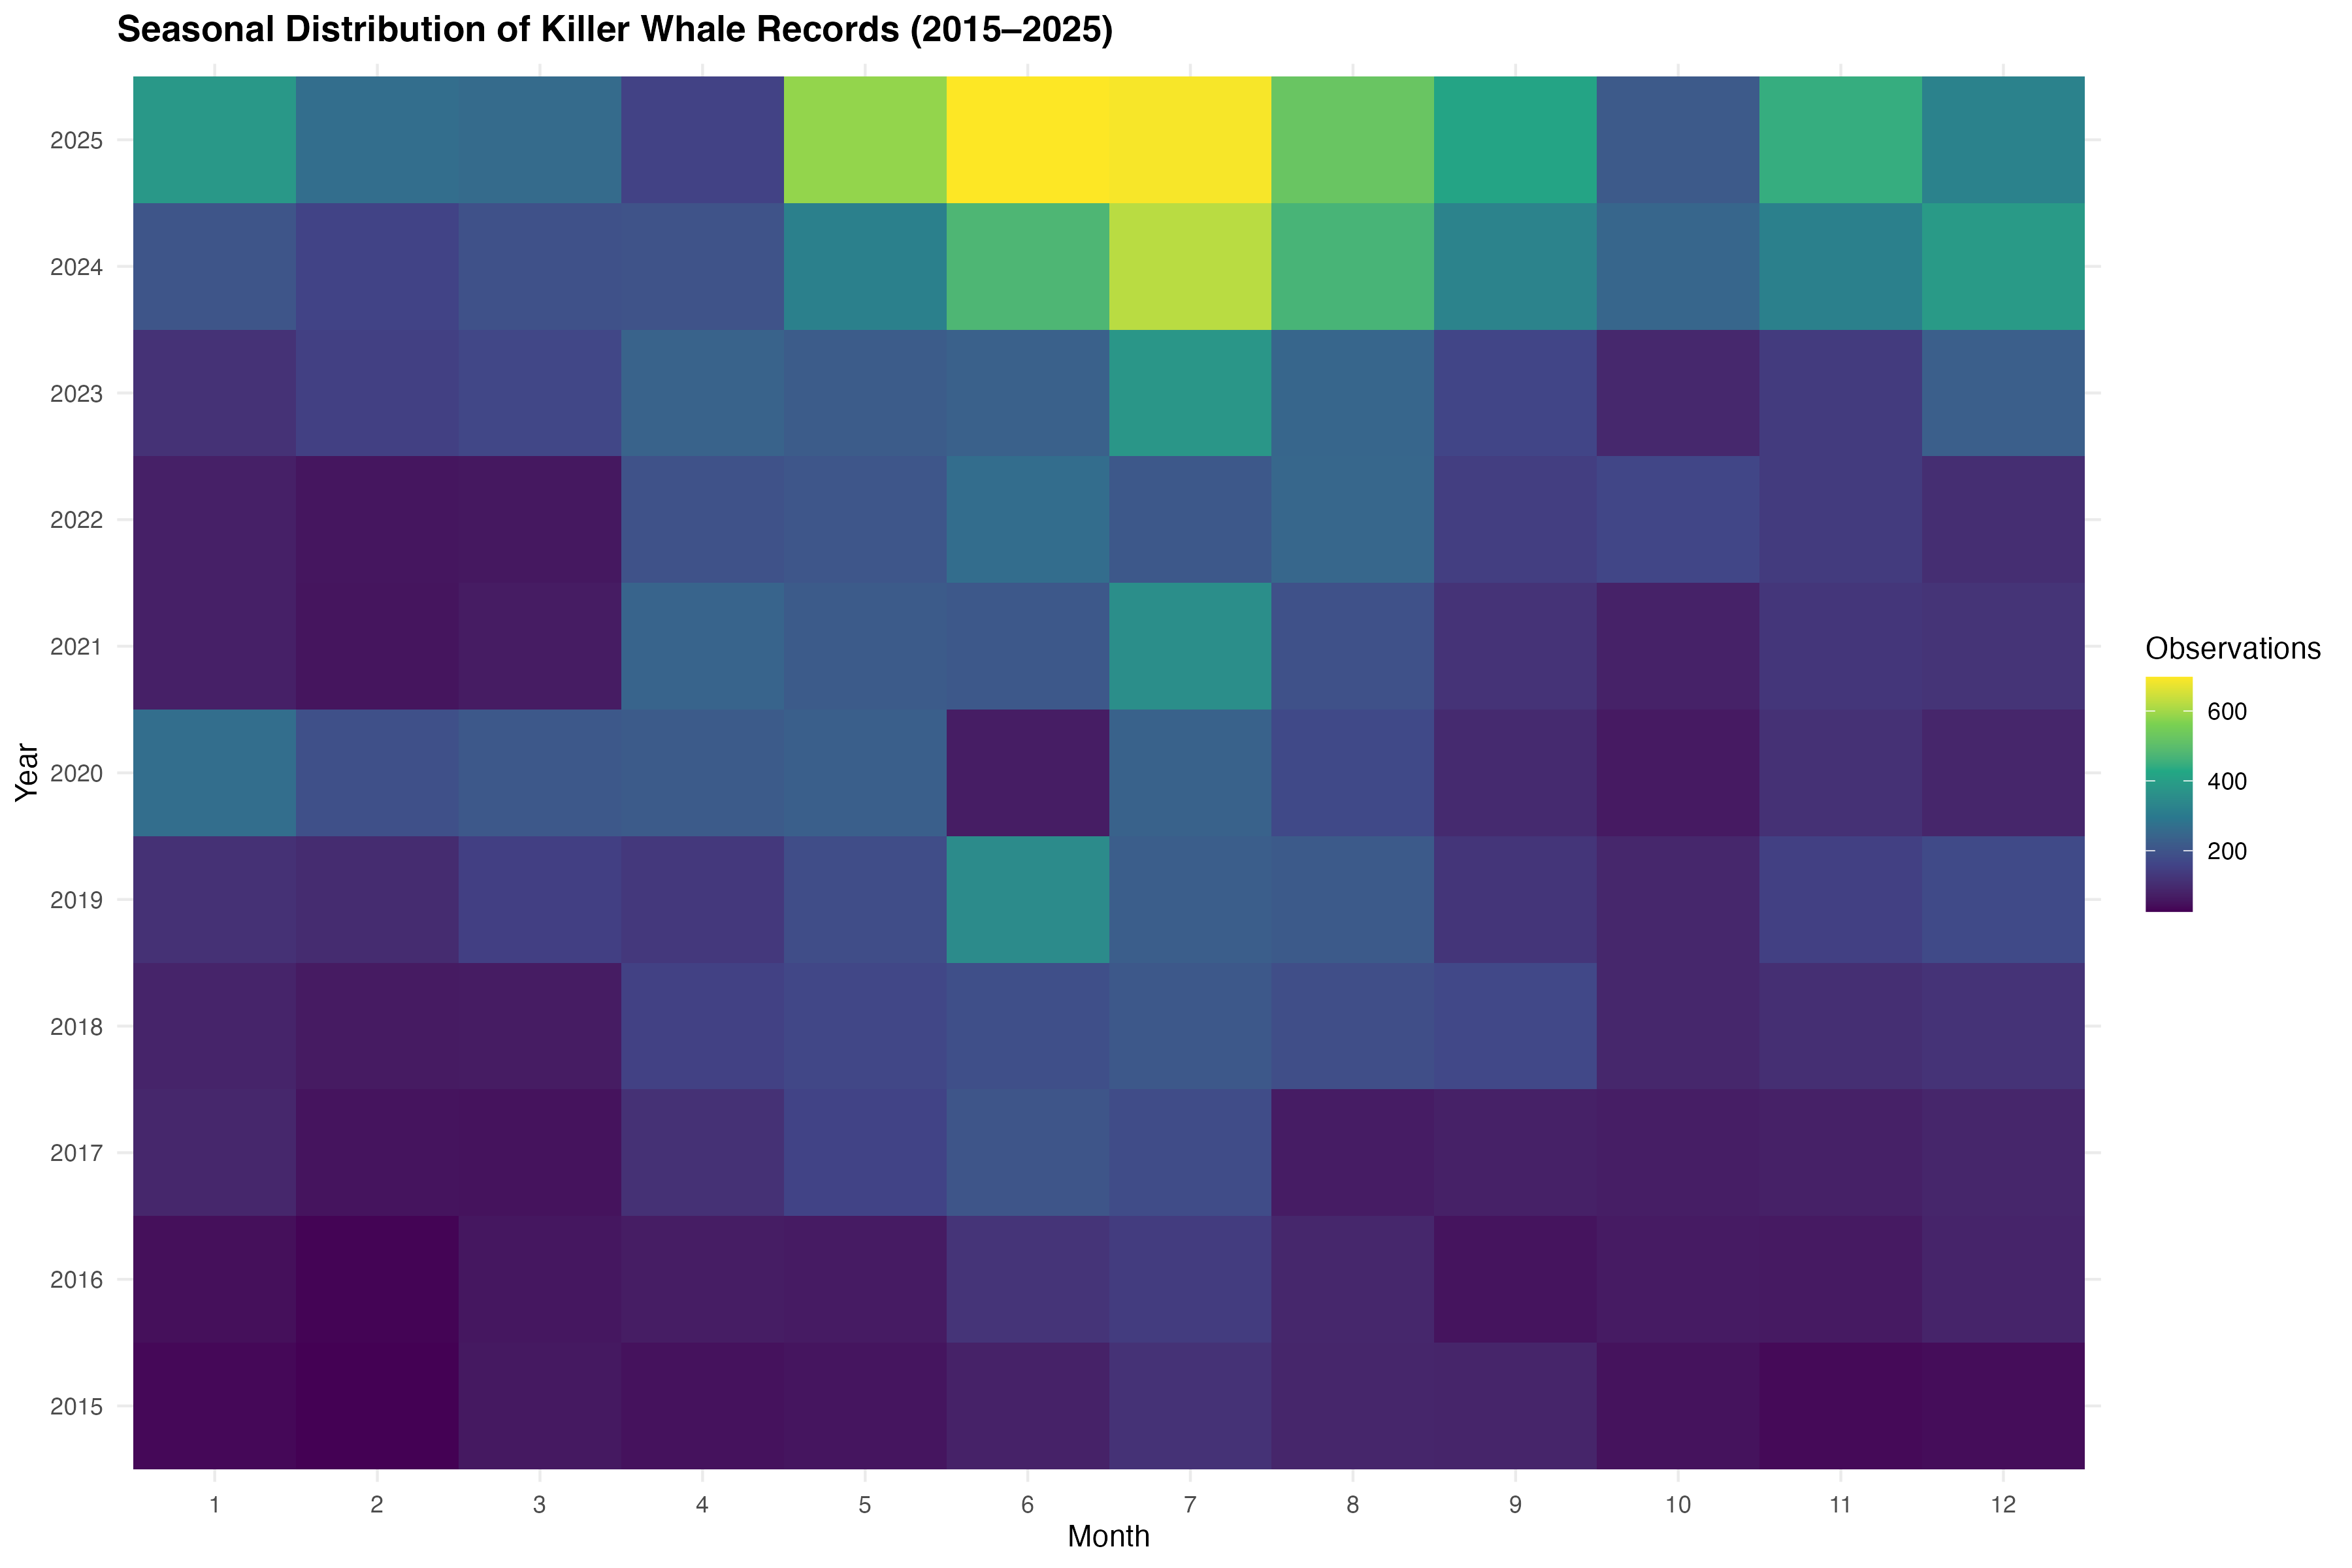 Seasonal Distribution of Killer Whale Records (2015–2025)
Year
2025
2024
2023
2022
2021
2020
2019
2018
2017
2016
2015
1 2 3 4 5 6 7 8 9 10 11 12
Month
Observations
600
400
200